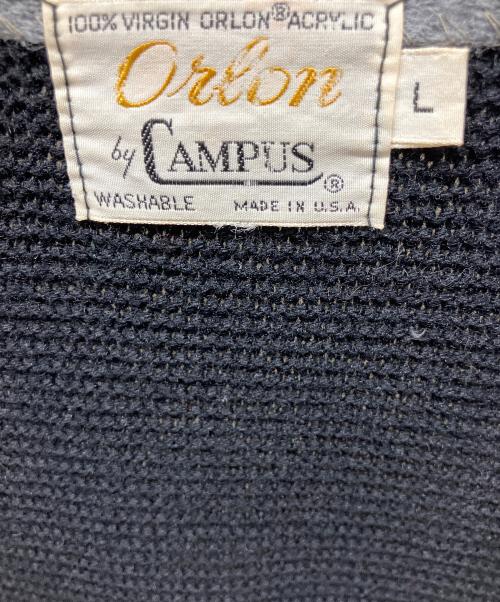 100% VIRGIN ORLON® ACRYLIC
Orlon
L
by CAMPUS ®
WASHABLE MADE IN U.S.A.